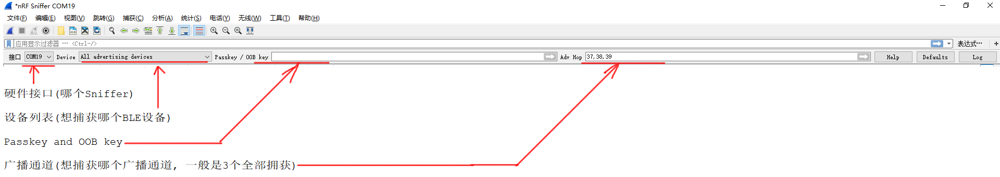 *nRF Sniffer COM19
文件(F) 编辑(E) 视图(V) 跳转(G) 捕获(C) 分析(A) 统计(S) 电话(Y) 无线(W) 工具(T) 帮助(H)
应用显示过滤器 … <Ctrl-/> 表达式… +
接口 COM19 Device All advertising devices Passkey / OOB key Adv Hop 37,38,39 Help Defaults Log
硬件接口(哪个Sniffer)
设备列表(想捕获哪个BLE设备)
Passkey and OOB key
广播通道(想捕获哪个广播通道, 一般是3个全部拥获)